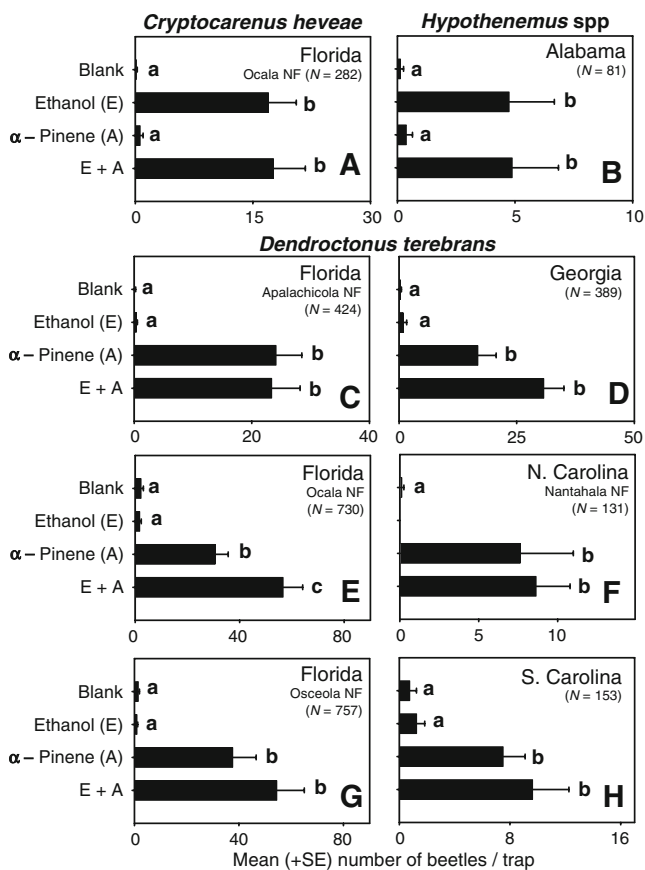 Cryptocarenus heveae
Hypothenemus spp
Florida
Ocala NF (N = 282)
Blank
a
Ethanol (E)
b
α – Pinene (A)
a
E + A
b
A
0 15 30
Alabama
(N = 81)
a
b
a
b
B
0 5 10
Dendroctonus terebrans
Florida
Apalachicola NF
(N = 424)
Blank
a
Ethanol (E)
a
α – Pinene (A)
b
E + A
b
C
0 20 40
Georgia
(N = 389)
a
a
b
b
D
0 25 50
Florida
Ocala NF
(N = 730)
Blank
a
Ethanol (E)
a
α – Pinene (A)
b
E + A
c
E
0 40 80
N. Carolina
Nantahala NF
(N = 131)
a
b
b
F
0 5 10
Florida
Osceola NF
(N = 757)
Blank
a
Ethanol (E)
a
α – Pinene (A)
b
E + A
b
G
0 40 80
S. Carolina
(N = 153)
a
a
b
b
H
0 8 16
Mean (+SE) number of beetles / trap